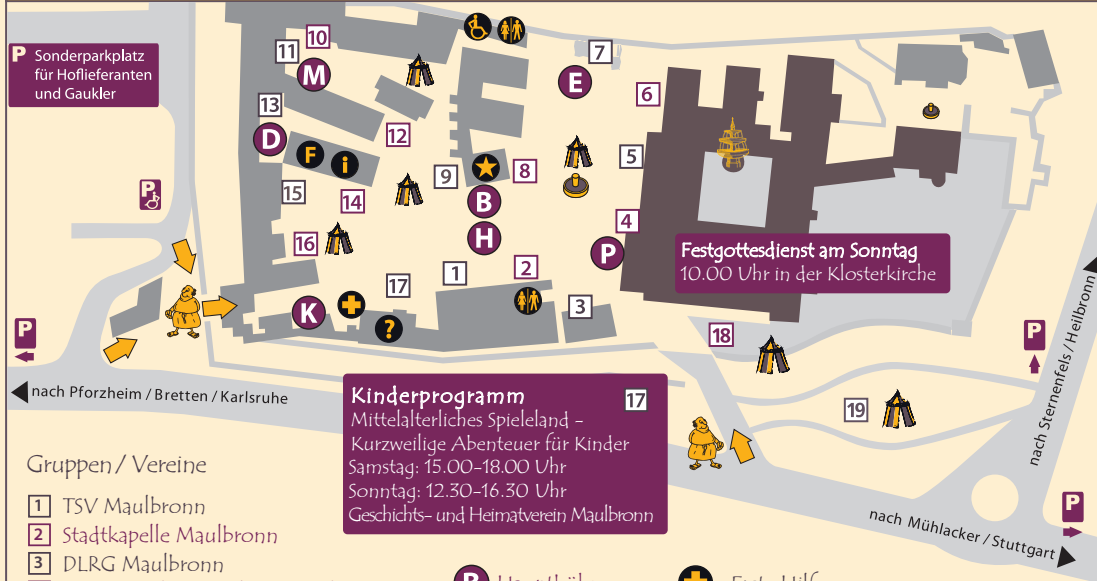 P Sonderparkplatz
für Hoflieferanten
und Gaukler
10
11
M
7
E
6
13
D
12
F
i
5
9
8
15
14
B
P
4
16
H
P
Festgottesdienst am Sonntag
10.00 Uhr in der Klosterkirche
1
2
17
3
K
?
18
P
P
nach Pforzheim / Bretten / Karlsruhe
nach Sternenfels / Heilbronn
Kinderprogramm 17
Mittelalterliches Spieleland –
Kurzweilige Abenteuer für Kinder
Samstag: 15.00-18.00 Uhr
Sonntag: 12.30-16.30 Uhr
Geschichts- und Heimatverein Maulbronn
19
P
nach Mühlacker / Stuttgart
Gruppen / Vereine
1 TSV Maulbronn
2 Stadtkapelle Maulbronn
3 DLRG Maulbronn
B